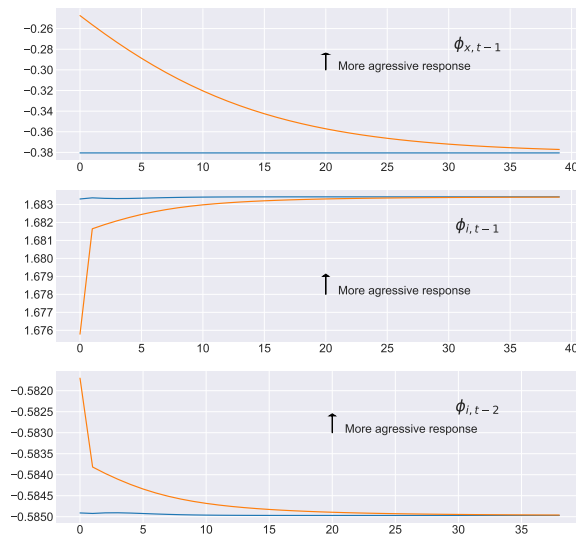 −0.26
−0.28
−0.30
−0.32
−0.34
−0.36
−0.38
ϕx,t−1
More agressive response
0 5 10 15 20 25 30 35 40
1.683
1.682
1.681
1.680
1.679
1.678
1.677
1.676
ϕi,t−1
More agressive response
0 5 10 15 20 25 30 35 40
−0.5820
−0.5825
−0.5830
−0.5835
−0.5840
−0.5845
−0.5850
ϕi,t−2
More agressive response
0 5 10 15 20 25 30 35